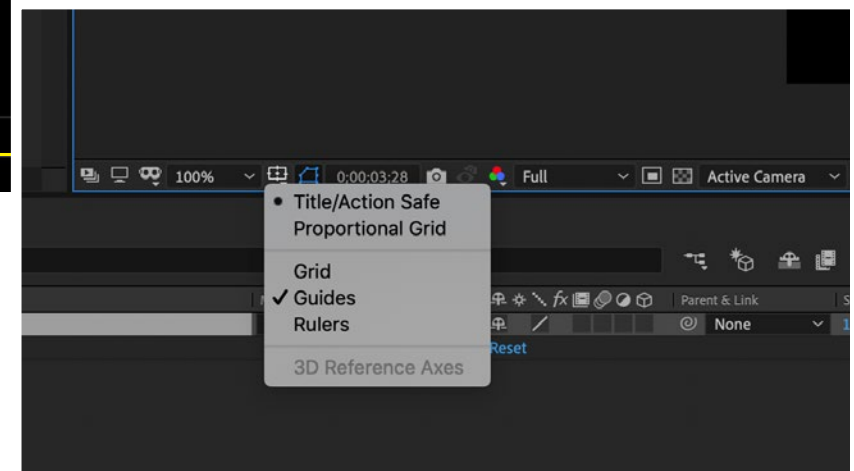 100% 0;00;03;28 Full Active Camera
• Title/Action Safe
Proportional Grid
Grid
✓ Guides
Rulers
3D Reference Axes
fx Parent & Link
None
Reset